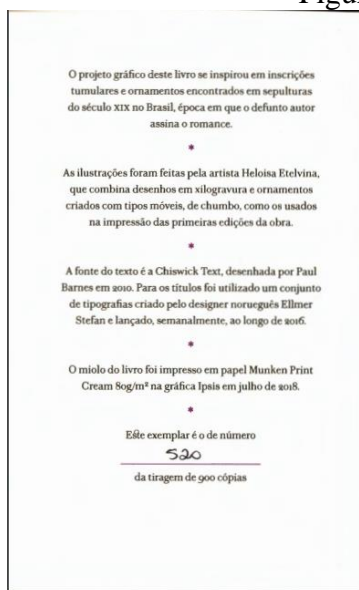 Figur
O projeto gráfico deste livro se inspirou em inscrições
tumulares e ornamentos encontrados em sepulturas
do século XIX no Brasil, época em que o defunto autor
assina o romance.
*
As ilustrações foram feitas pela artista Heloisa Etelvina,
que combina desenhos em xilogravura e ornamentos
criados com tipos móveis, de chumbo, como os usados
na impressão das primeiras edições da obra.
*
A fonte do texto é a Chiswick Text, desenhada por Paul
Barnes em 2010. Para os títulos foi utilizado um conjunto
de tipografias criado pelo designer norueguês Ellmer
Stefan e lançado, semanalmente, ao longo de 2016.
*
O miolo do livro foi impresso em papel Munken Print
Cream 80g/m² na gráfica Ipsis em julho de 2018.
*
Este exemplar é o de número
520
da tiragem de 900 cópias